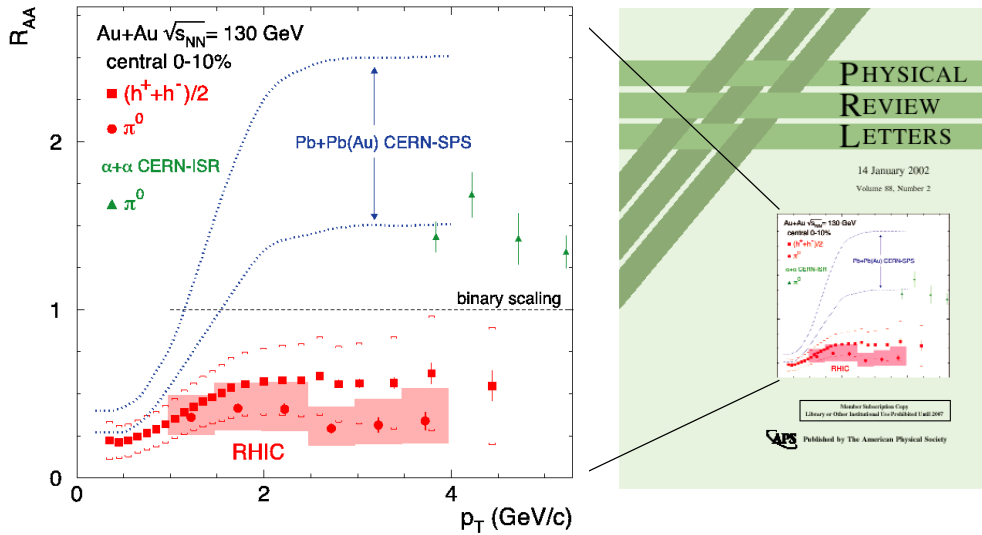 R_AA
Au+Au √s_NN = 130 GeV
central 0-10%
(h⁺+h⁻)/2
π⁰
α+α CERN-ISR
π⁰
Pb+Pb(Au) CERN-SPS
binary scaling
RHIC
2
1
0
0
2
4
p_T (GeV/c)
PHYSICAL
REVIEW
LETTERS
14 January 2002
Volume 88, Number 2
Au+Au √s_NN = 130 GeV
central 0-10%
(h⁺+h⁻)/2
π⁰
α+α CERN-ISR
π⁰
Pb+Pb(Au) CERN-SPS
RHIC
Member Subscription Copy
Library or Other Institutional Use Prohibited Until 2007
APS Published by The American Physical Society